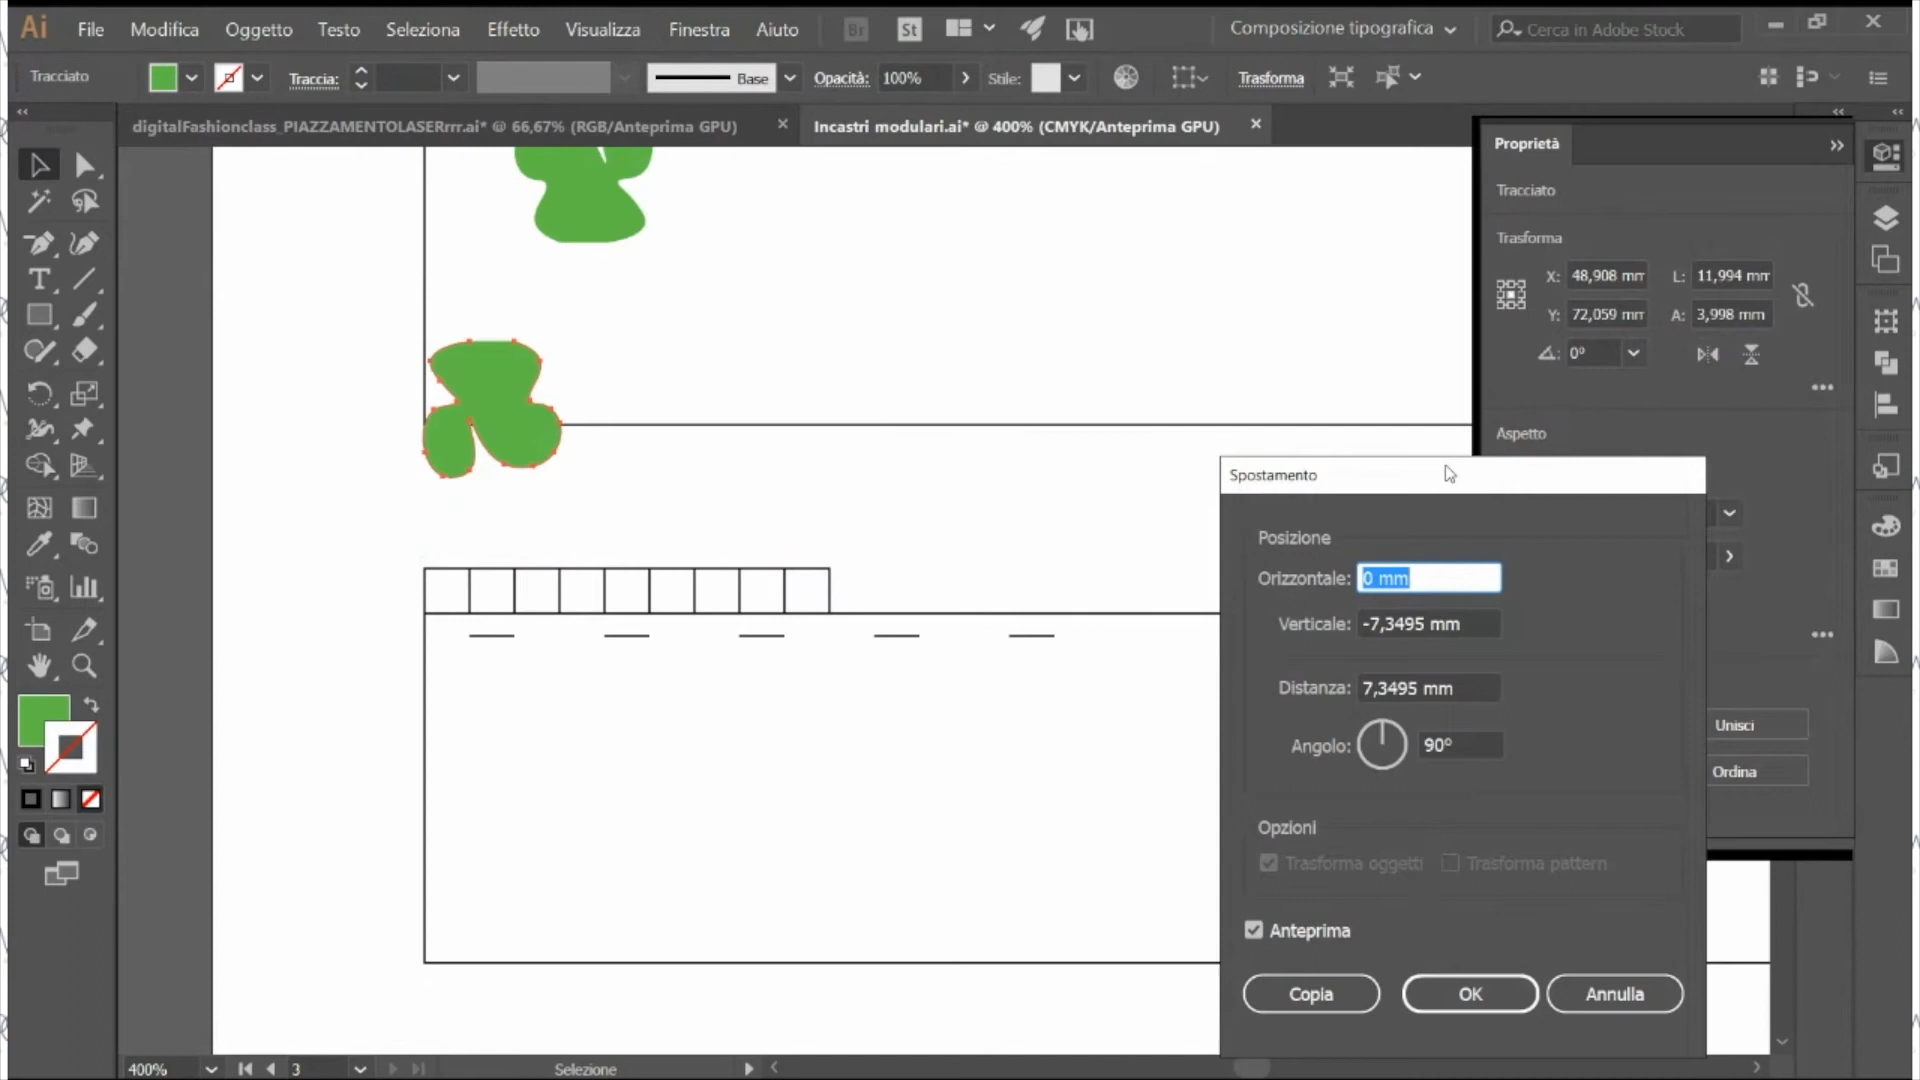 Ai File Modifica Oggetto Testo Seleziona Effetto Visualizza Finestra Aiuto Br St Composizione tipografica Cerca in Adobe Stock
Tracciato Traccia: Base Opacità: 100% Stile: Trasforma
digitalFashionclass_PIAZZAMENTOLASERrrr.ai* @ 66,67% (RGB/Anteprima GPU) Incastri modulari.ai* @ 400% (CMYK/Anteprima GPU)
Proprietà
Tracciato
Trasforma
X: 48,908 mm L: 11,994 mm
Y: 72,059 mm A: 3,998 mm
0°
Aspetto
Spostamento
Posizione
Orizzontale: 0 mm
Verticale: -7,3495 mm
Distanza: 7,3495 mm
Angolo: 90°
Unisci
Ordina
Opzioni
Trasforma oggetti Trasforma pattern
Anteprima
Copia OK Annulla
400% 3 Selezione